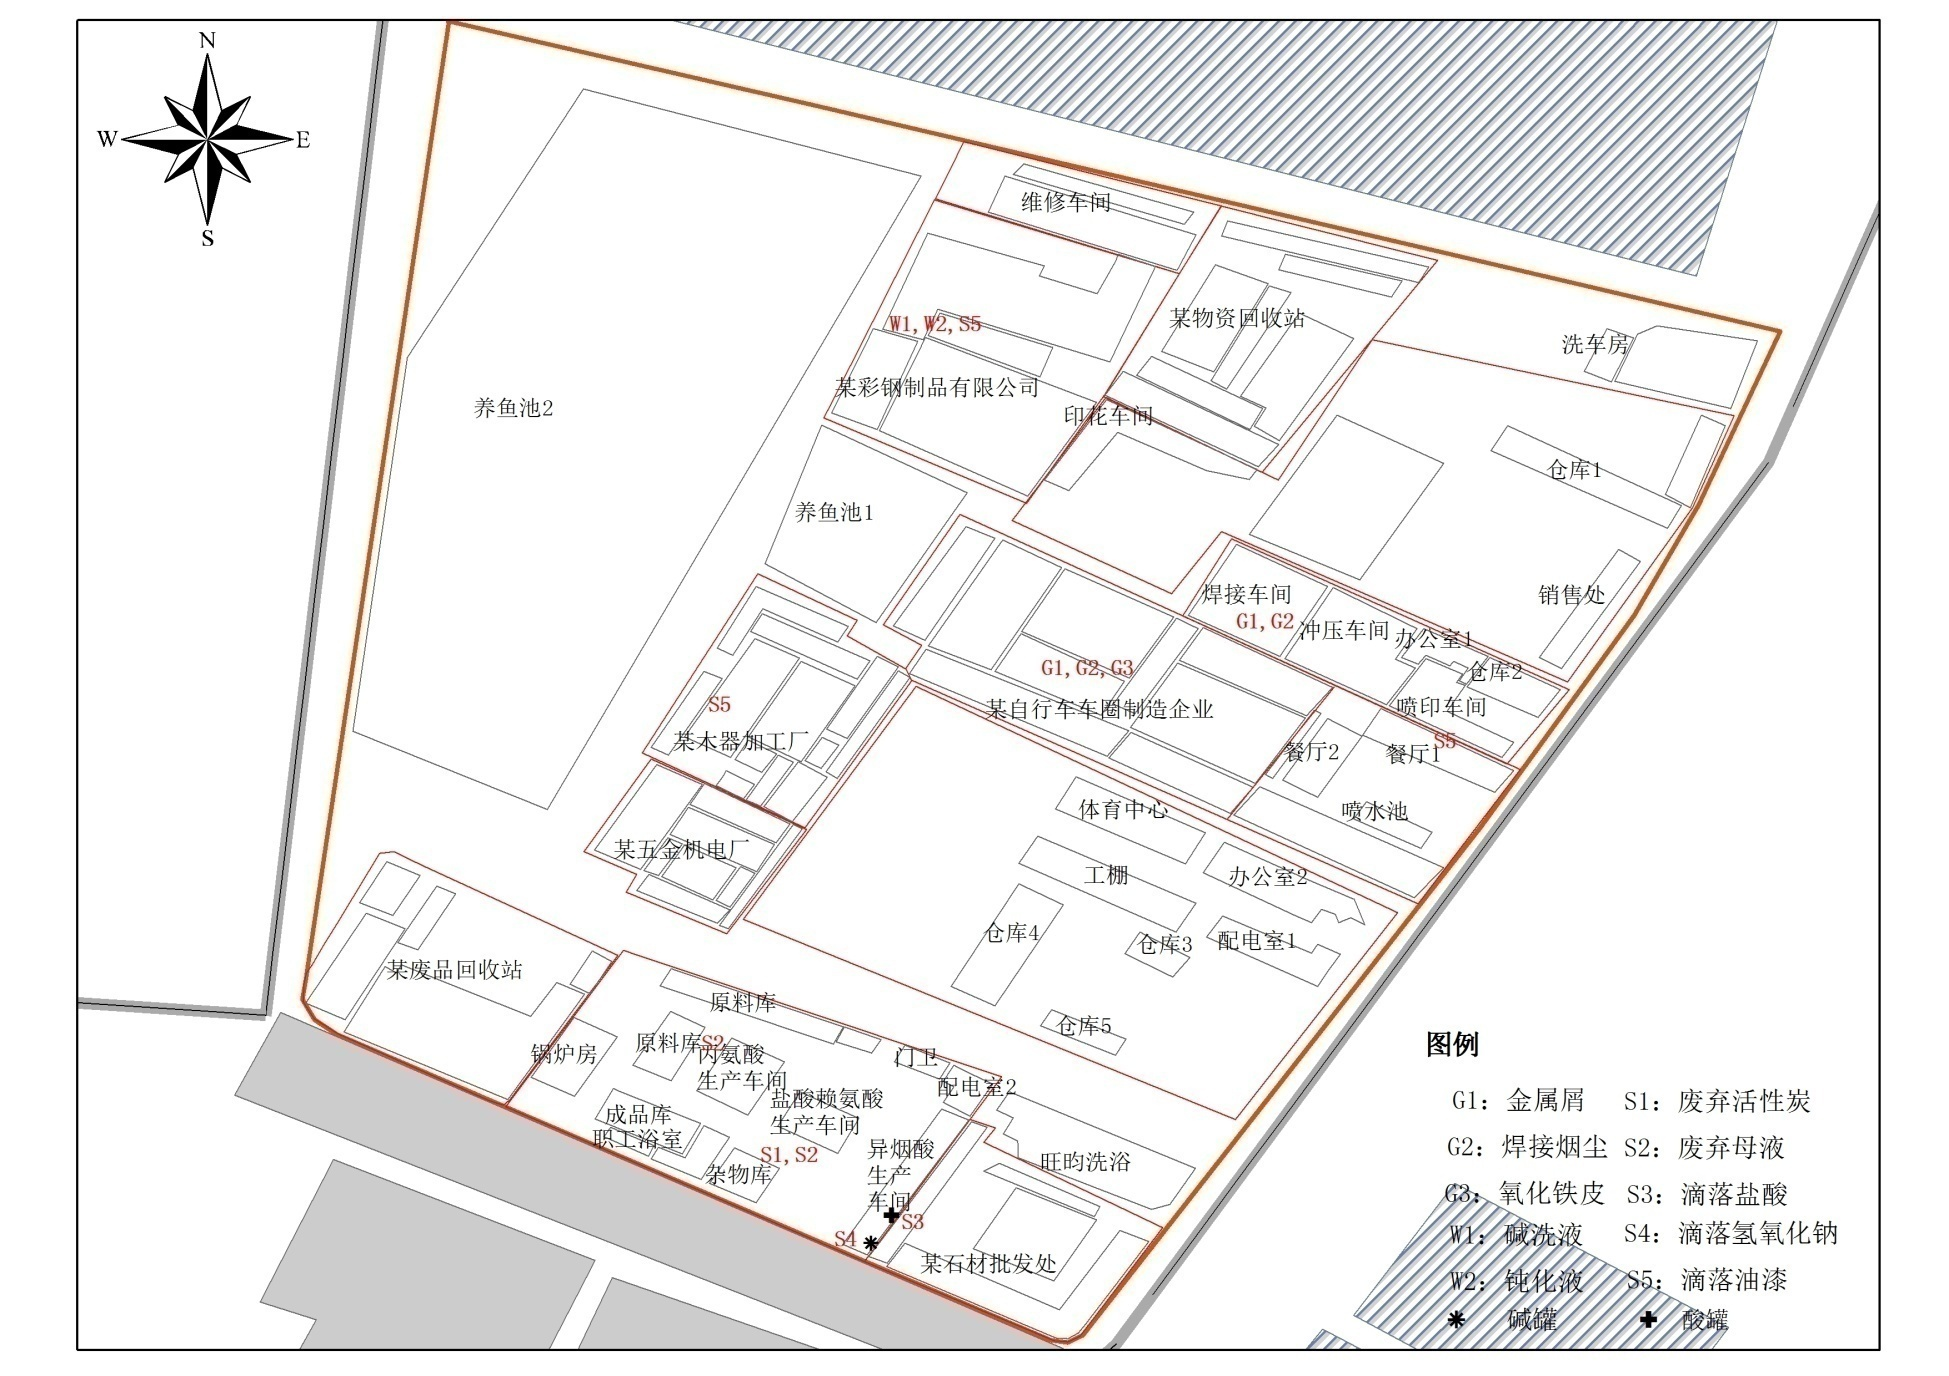 N
W
E
S
维修车间
某物资回收站
W1, W2, S5
洗车房
某彩钢制品有限公司
养鱼池2
印花车间
仓库1
养鱼池1
焊接车间
销售处
G1, G2
冲压车间
办公室1
G1, G2, G3
仓库2
S5
某自行车车圈制造企业
喷印车间
某木器加工厂
S5
餐厅2
餐厅1
体育中心
喷水池
某五金机电厂
工棚
办公室2
仓库4
仓库3
配电室1
某废品回收站
原料库
仓库5
原料库
S2
丙氨酸
生产车间
锅炉房
门卫
配电室2
盐酸赖氨酸
生产车间
成品库
职工浴室
S1, S2
异烟酸
生产
车间
杂物库
旺昀洗浴
S3
S4
某石材批发处
图例
G1: 金属屑
S1: 废弃活性炭
G2: 焊接烟尘
S2: 废弃母液
G3: 氧化铁皮
S3: 滴落盐酸
W1: 碱洗液
S4: 滴落氢氧化钠
W2: 钝化液
S5: 滴落油漆
碱罐
酸罐